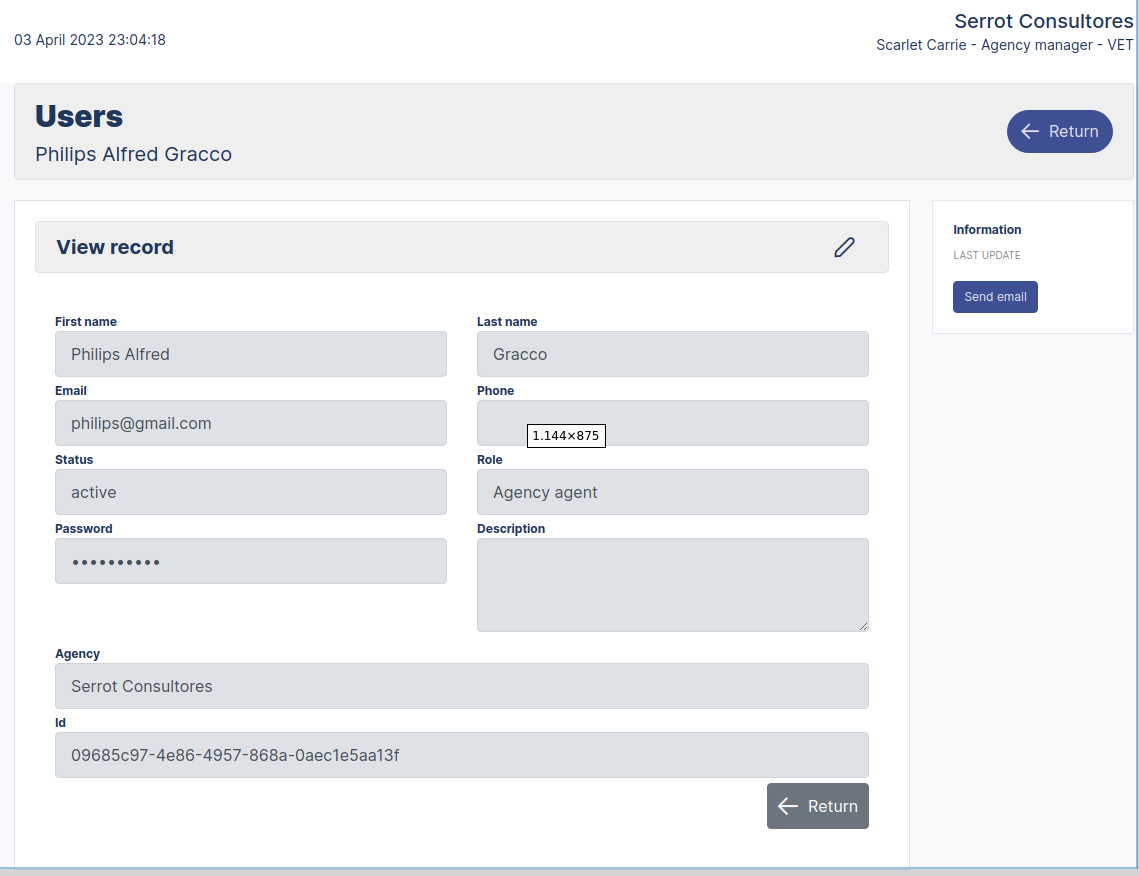 Serrot Consultores
03 April 2023 23:04:18
Scarlet Carrie - Agency manager - VET
Users
Philips Alfred Gracco
Return
View record
Information
LAST UPDATE
Send email
First name
Last name
Philips Alfred
Gracco
Email
Phone
philips@gmail.com
1.144×875
Status
Role
active
Agency agent
Password
Description
••••••••••
Agency
Serrot Consultores
Id
09685c97-4e86-4957-868a-0aec1e5aa13f
Return